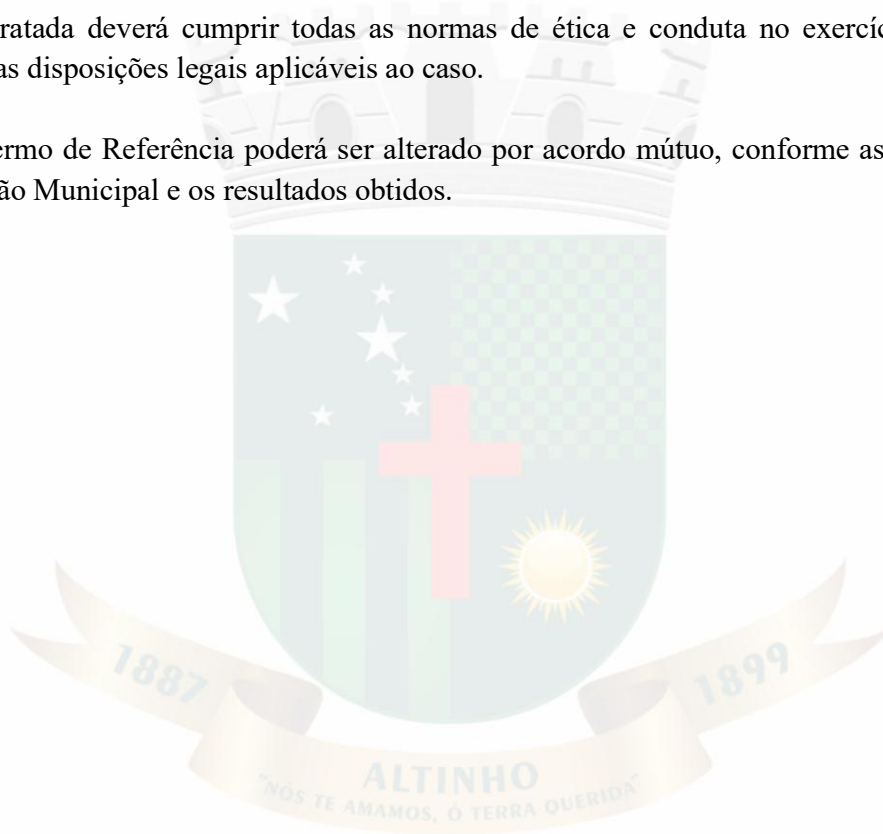 ratada deverá cumprir todas as normas de ética e conduta no exercíc
as disposições legais aplicáveis ao caso.
ermo de Referência poderá ser alterado por acordo mútuo, conforme as
ão Municipal e os resultados obtidos.
1887
1899
ALTINHO
"NÓS TE AMAMOS, Ó TERRA QUERIDA"